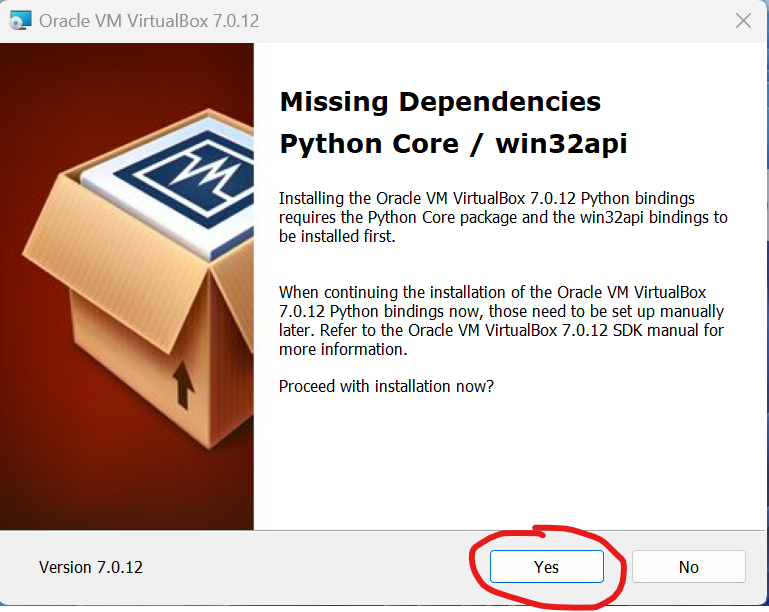 Oracle VM VirtualBox 7.0.12
Missing Dependencies
Python Core / win32api
Installing the Oracle VM VirtualBox 7.0.12 Python bindings
requires the Python Core package and the win32api bindings to
be installed first.
When continuing the installation of the Oracle VM VirtualBox
7.0.12 Python bindings now, those need to be set up manually
later. Refer to the Oracle VM VirtualBox 7.0.12 SDK manual for
more information.
Proceed with installation now?
Version 7.0.12
Yes
No